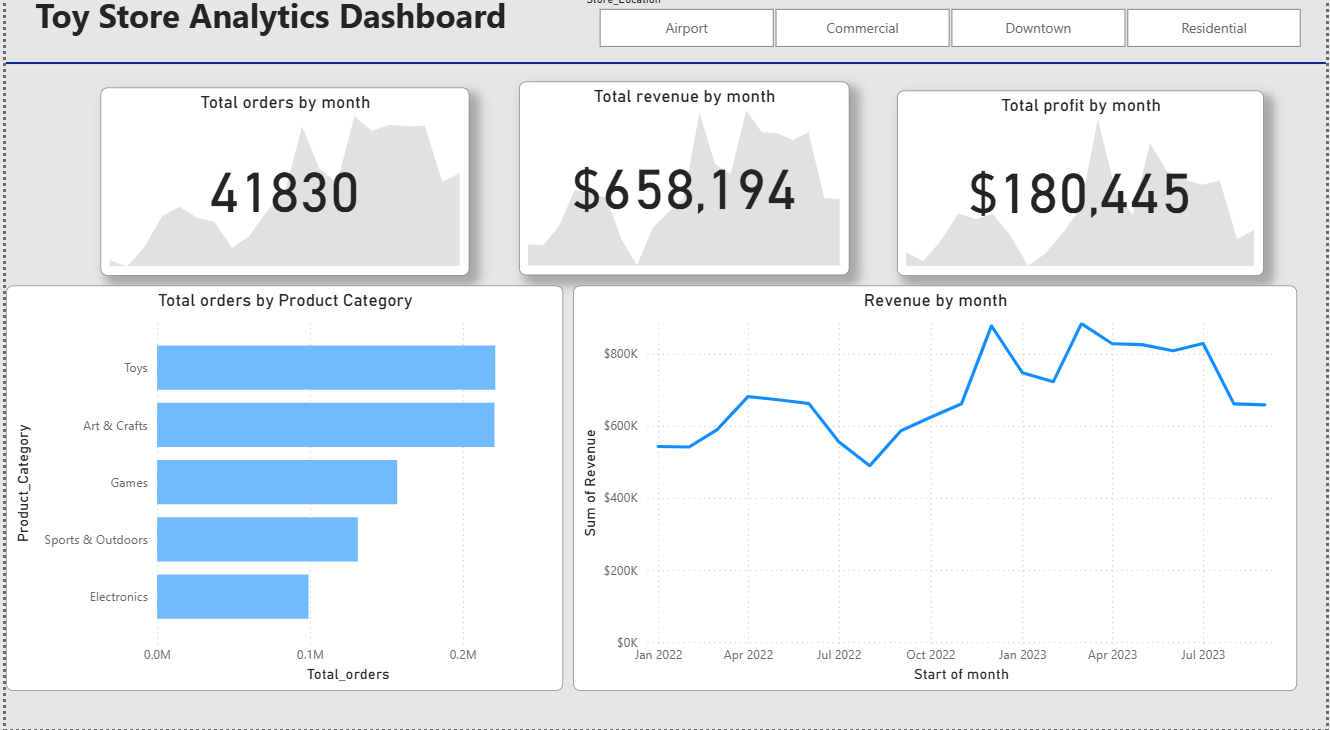 Toy Store Analytics Dashboard
Store_Location
Airport
Commercial
Downtown
Residential
Total orders by month
41830
Total revenue by month
$658,194
Total profit by month
$180,445
Total orders by Product Category
Product_Category
Toys
Art & Crafts
Games
Sports & Outdoors
Electronics
0.0M
0.1M
0.2M
Total_orders
Revenue by month
Sum of Revenue
$800K
$600K
$400K
$200K
$0K
Jan 2022
Apr 2022
Jul 2022
Oct 2022
Jan 2023
Apr 2023
Jul 2023
Start of month